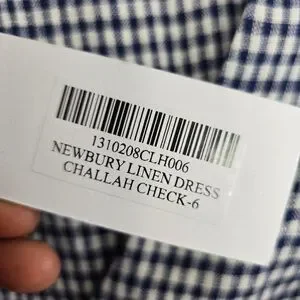 1310208CLH006
NEWBURY LINEN DRESS
CHALLAH CHECK-6